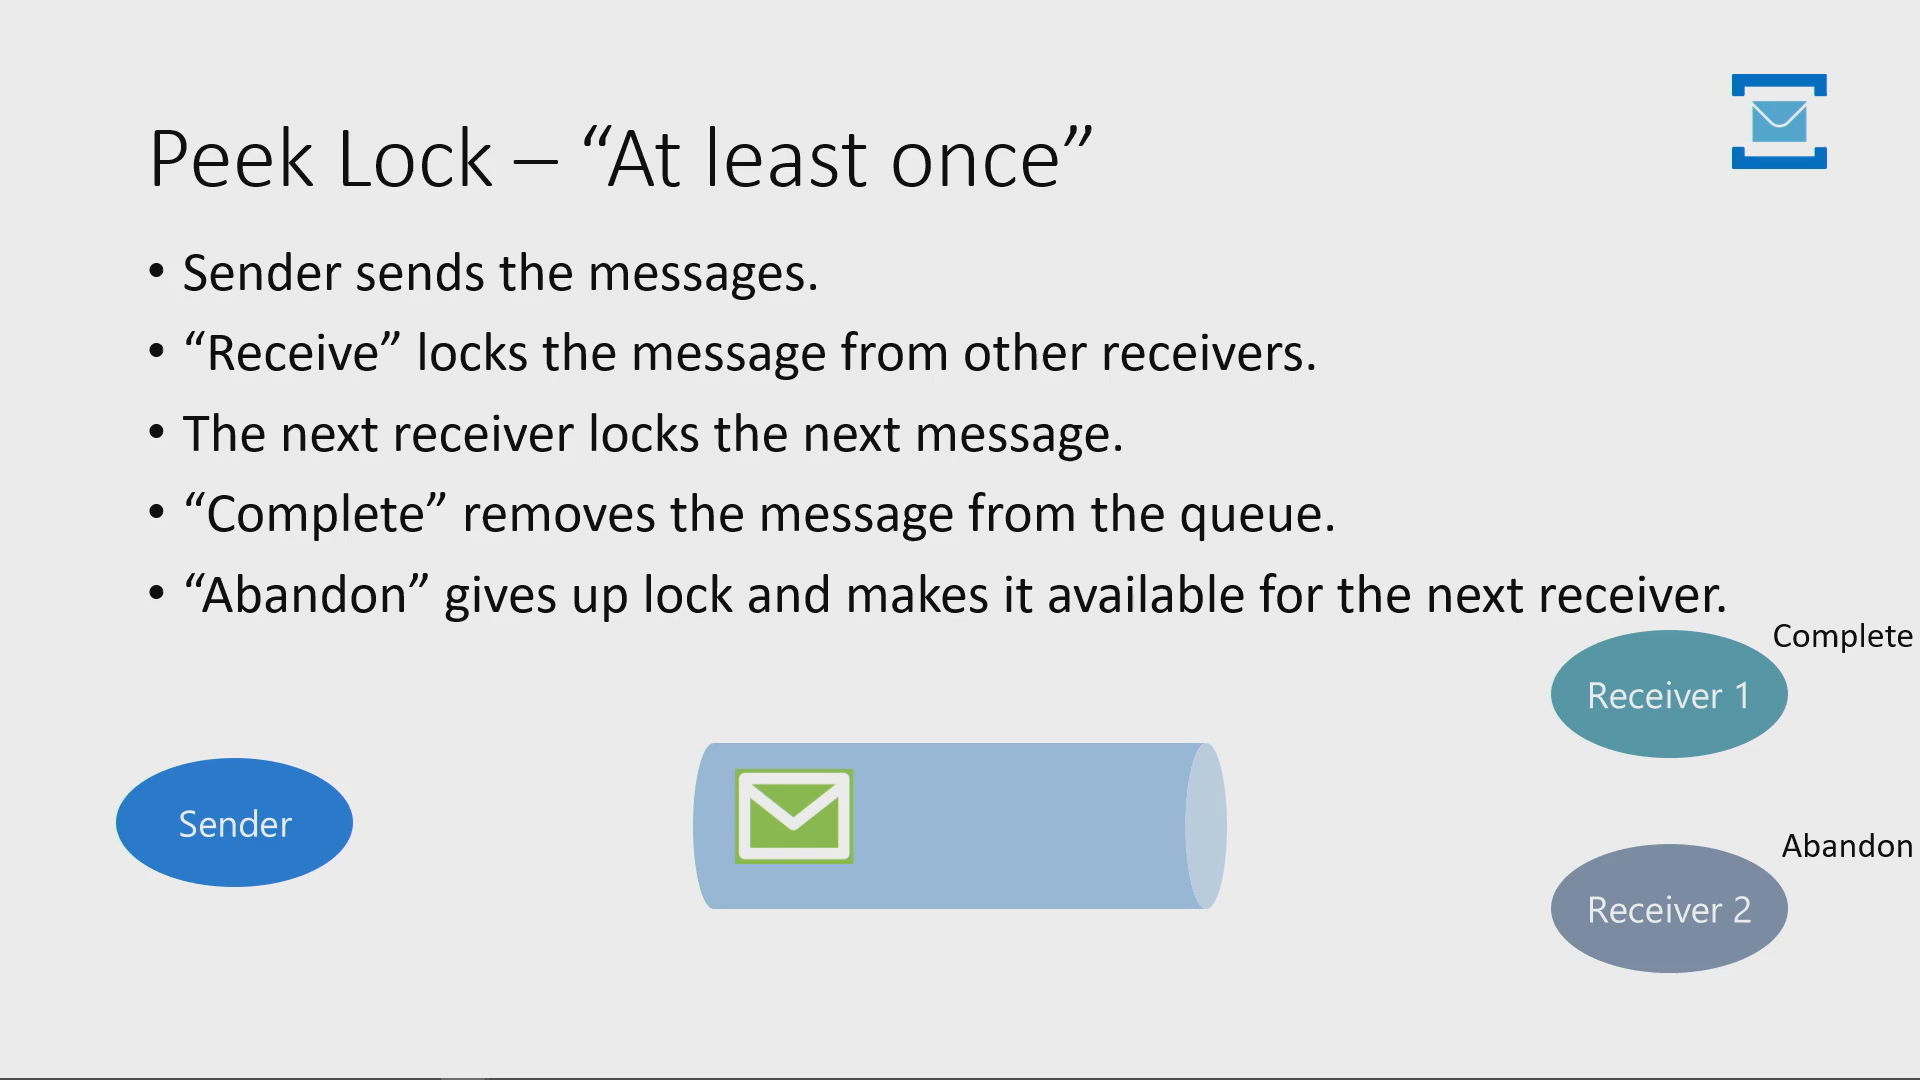 Peek Lock – “At least once”
• Sender sends the messages.
• “Receive” locks the message from other receivers.
• The next receiver locks the next message.
• “Complete” removes the message from the queue.
• “Abandon” gives up lock and makes it available for the next receiver.
Complete
Receiver 1
Sender
Abandon
Receiver 2